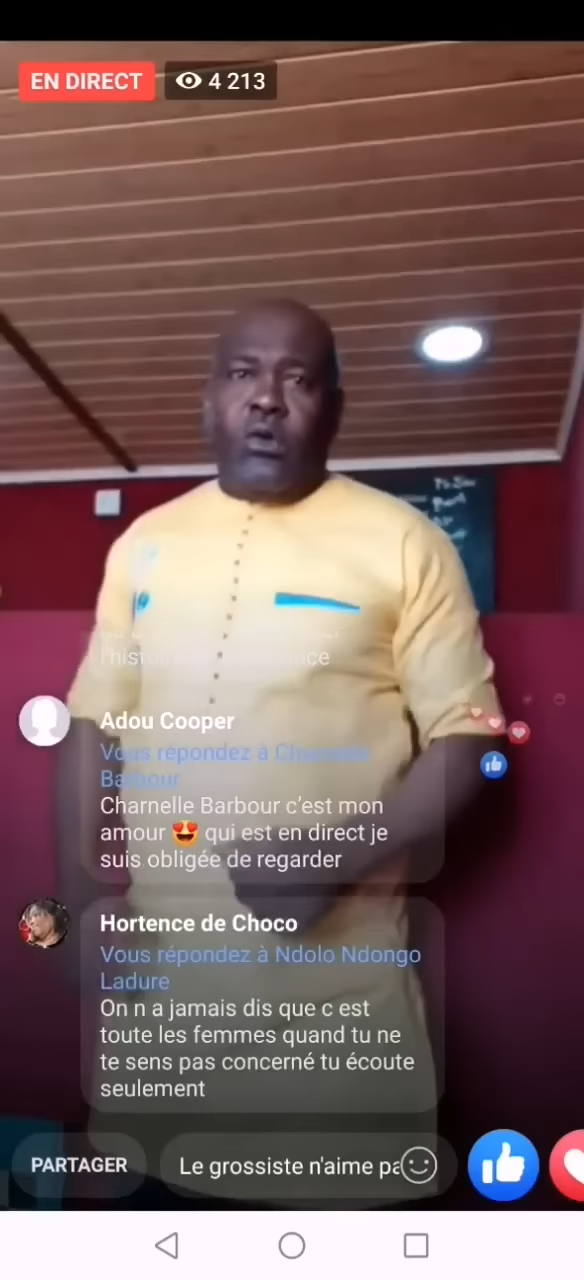 EN DIRECT
4 213
Adou Cooper
Vous répondez à Charnelle
Barbour
Charnelle Barbour c'est mon
amour 😍 qui est en direct je
suis obligée de regarder
Hortence de Choco
Vous répondez à Ndolo Ndongo
Ladure
On n a jamais dis que c est
toute les femmes quand tu ne
te sens pas concerné tu écoute
seulement
PARTAGER
Le grossiste n'aime pa